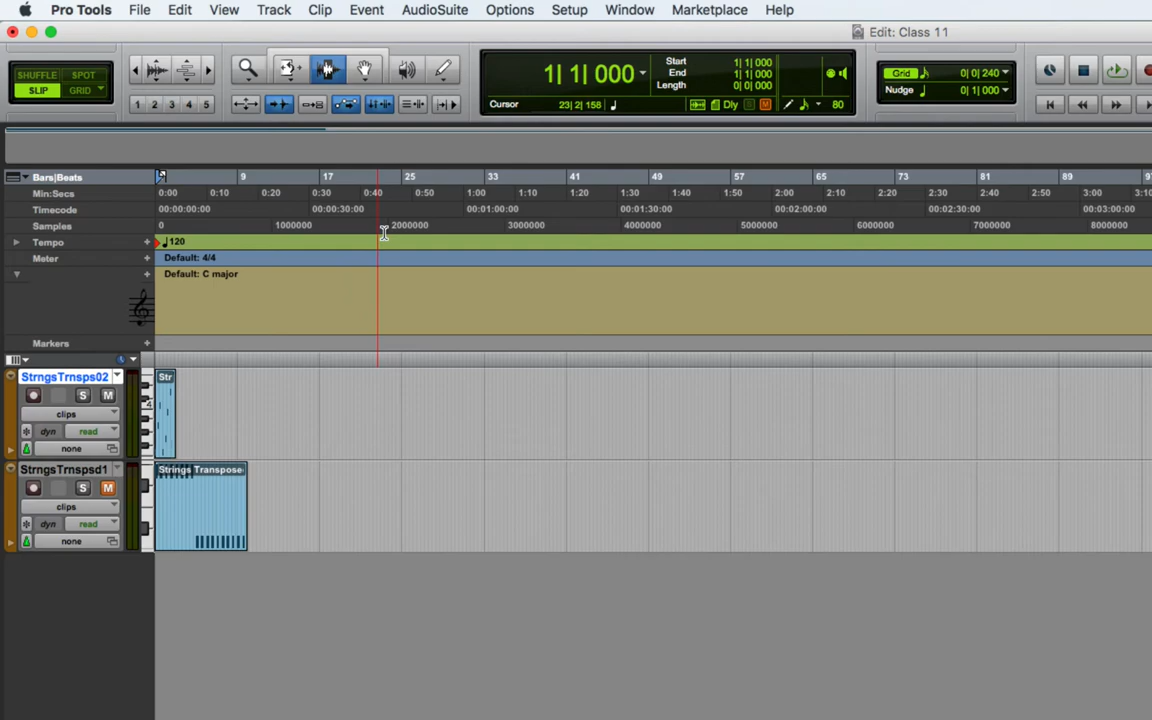 Pro Tools File Edit View Track Clip Event AudioSuite Options Setup Window Marketplace Help
Edit: Class 11
SHUFFLE SPOT
SLIP GRID
1 2 3 4 5
1| 1| 000
Start 1| 1| 000
End 1| 1| 000
Length 0| 0| 000
Cursor 23| 2| 158
Dly S M 80
Grid 0| 0| 240
Nudge 0| 1| 000
Bars|Beats 9 17 25 33 41 49 57 65 73 81 89 97
Min:Secs 0:00 0:10 0:20 0:30 0:40 0:50 1:00 1:10 1:20 1:30 1:40 1:50 2:00 2:10 2:20 2:30 2:40 2:50 3:00 3:10
Timecode 00:00:00:00 00:00:30:00 00:01:00:00 00:01:30:00 00:02:00:00 00:02:30:00 00:03:00:00
Samples 0 1000000 2000000 3000000 4000000 5000000 6000000 7000000 8000000
Tempo + 120
Meter + Default: 4/4
+ Default: C major
Markers +
StrngsTrnsps02 Str
S M
clips
4
dyn read
none
StrngsTrnspsd1 Strings Transpose
S M
clips
dyn read
none